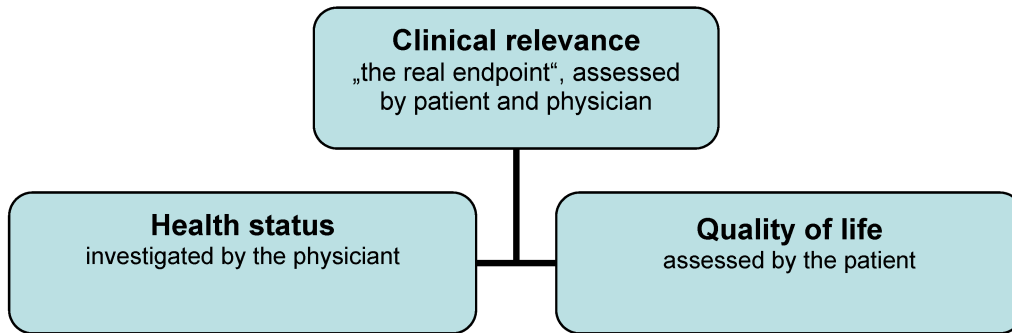 Clinical relevance
„the real endpoint“, assessed
by patient and physician
Health status
investigated by the physiciant
Quality of life
assessed by the patient